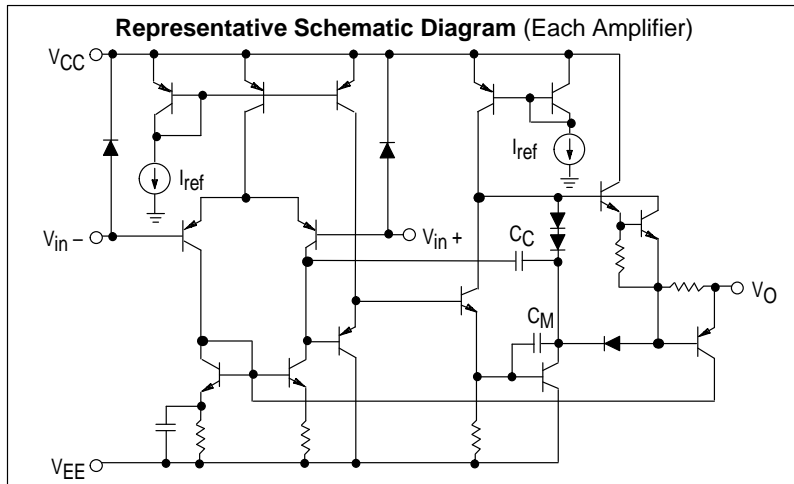 Representative Schematic Diagram (Each Amplifier)
VCC
Iref
Iref
Vin –
Vin +
CC
CM
VO
VEE